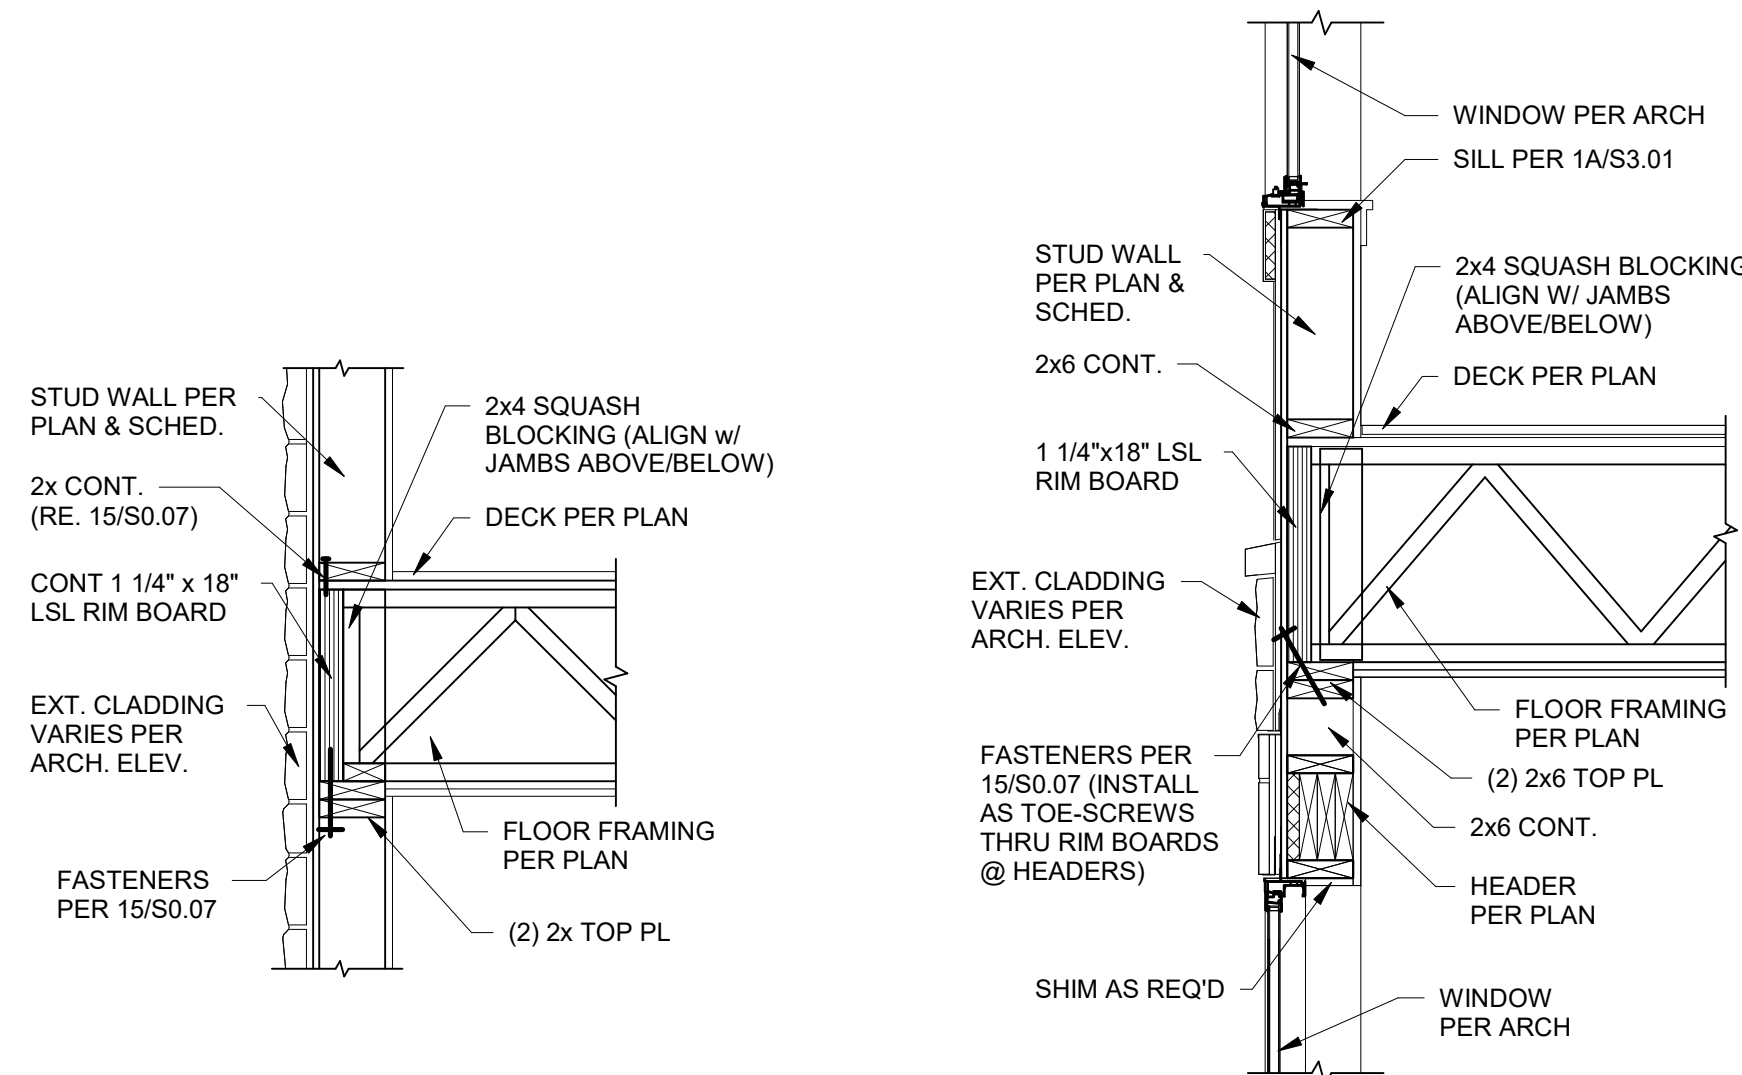 STUD WALL PER
PLAN & SCHED.
2x CONT.
(RE. 15/S0.07)
CONT 1 1/4" x 18"
LSL RIM BOARD
EXT. CLADDING
VARIES PER
ARCH. ELEV.
FASTENERS
PER 15/S0.07
2x4 SQUASH
BLOCKING (ALIGN w/
JAMBS ABOVE/BELOW)
DECK PER PLAN
FLOOR FRAMING
PER PLAN
(2) 2x TOP PL
STUD WALL
PER PLAN &
SCHED.
2x6 CONT.
1 1/4"x18" LSL
RIM BOARD
EXT. CLADDING
VARIES PER
ARCH. ELEV.
FASTENERS PER
15/S0.07 (INSTALL
AS TOE-SCREWS
THRU RIM BOARDS
@ HEADERS)
SHIM AS REQ'D
WINDOW PER ARCH
SILL PER 1A/S3.01
2x4 SQUASH BLOCKING
(ALIGN W/ JAMBS
ABOVE/BELOW)
DECK PER PLAN
FLOOR FRAMING
PER PLAN
(2) 2x6 TOP PL
2x6 CONT.
HEADER
PER PLAN
WINDOW
PER ARCH